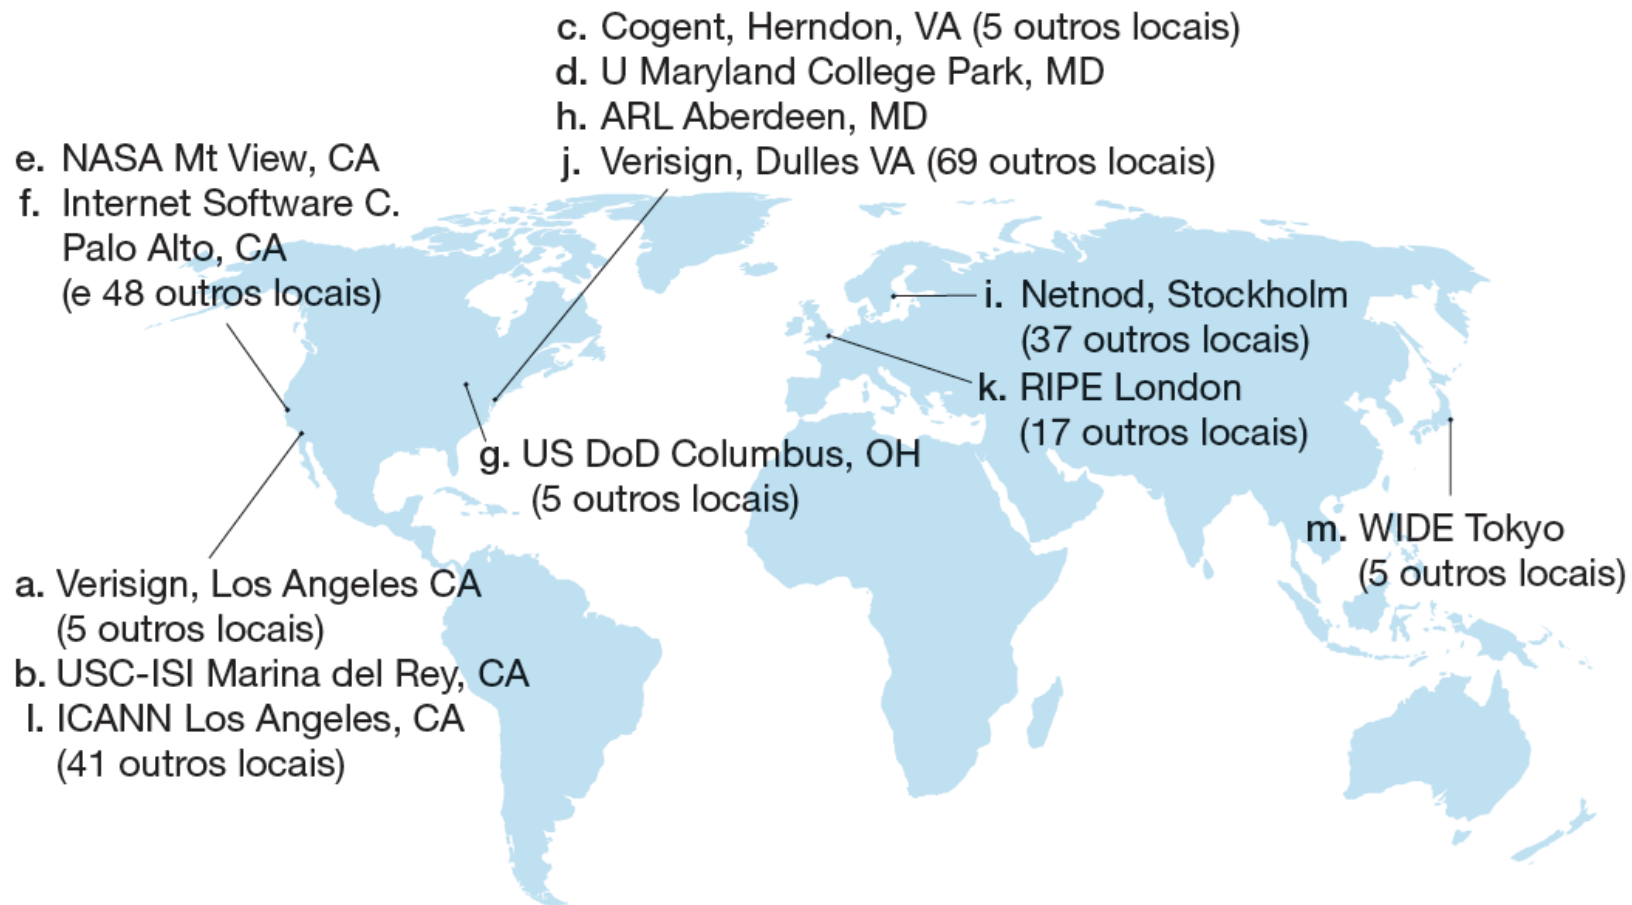 c. Cogent, Herndon, VA (5 outros locais)
d. U Maryland College Park, MD
h. ARL Aberdeen, MD
j. Verisign, Dulles VA (69 outros locais)
e. NASA Mt View, CA
f. Internet Software C.
Palo Alto, CA
(e 48 outros locais)
i. Netnod, Stockholm
(37 outros locais)
k. RIPE London
(17 outros locais)
g. US DoD Columbus, OH
(5 outros locais)
m. WIDE Tokyo
(5 outros locais)
a. Verisign, Los Angeles CA
(5 outros locais)
b. USC-ISI Marina del Rey, CA
l. ICANN Los Angeles, CA
(41 outros locais)